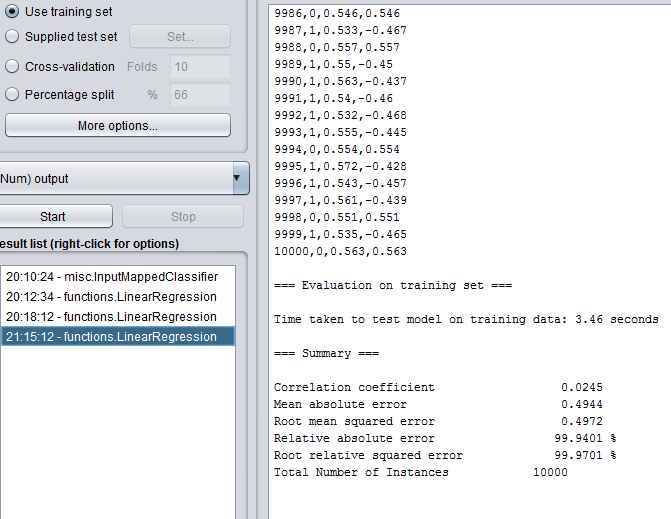 Use training set
Supplied test set Set...
Cross-validation Folds 10
Percentage split % 66
More options...
Num) output
Start Stop
esult list (right-click for options)
20:10:24 - misc.InputMappedClassifier
20:12:34 - functions.LinearRegression
20:18:12 - functions.LinearRegression
21:15:12 - functions.LinearRegression
9986,0,0.546,0.546
9987,1,0.533,-0.467
9988,0,0.557,0.557
9989,1,0.55,-0.45
9990,1,0.563,-0.437
9991,1,0.54,-0.46
9992,1,0.532,-0.468
9993,1,0.555,-0.445
9994,0,0.554,0.554
9995,1,0.572,-0.428
9996,1,0.543,-0.457
9997,1,0.561,-0.439
9998,0,0.551,0.551
9999,1,0.535,-0.465
10000,0,0.563,0.563
=== Evaluation on training set ===
Time taken to test model on training data: 3.46 seconds
=== Summary ===
Correlation coefficient 0.0245
Mean absolute error 0.4944
Root mean squared error 0.4972
Relative absolute error 99.9401 %
Root relative squared error 99.9701 %
Total Number of Instances 10000